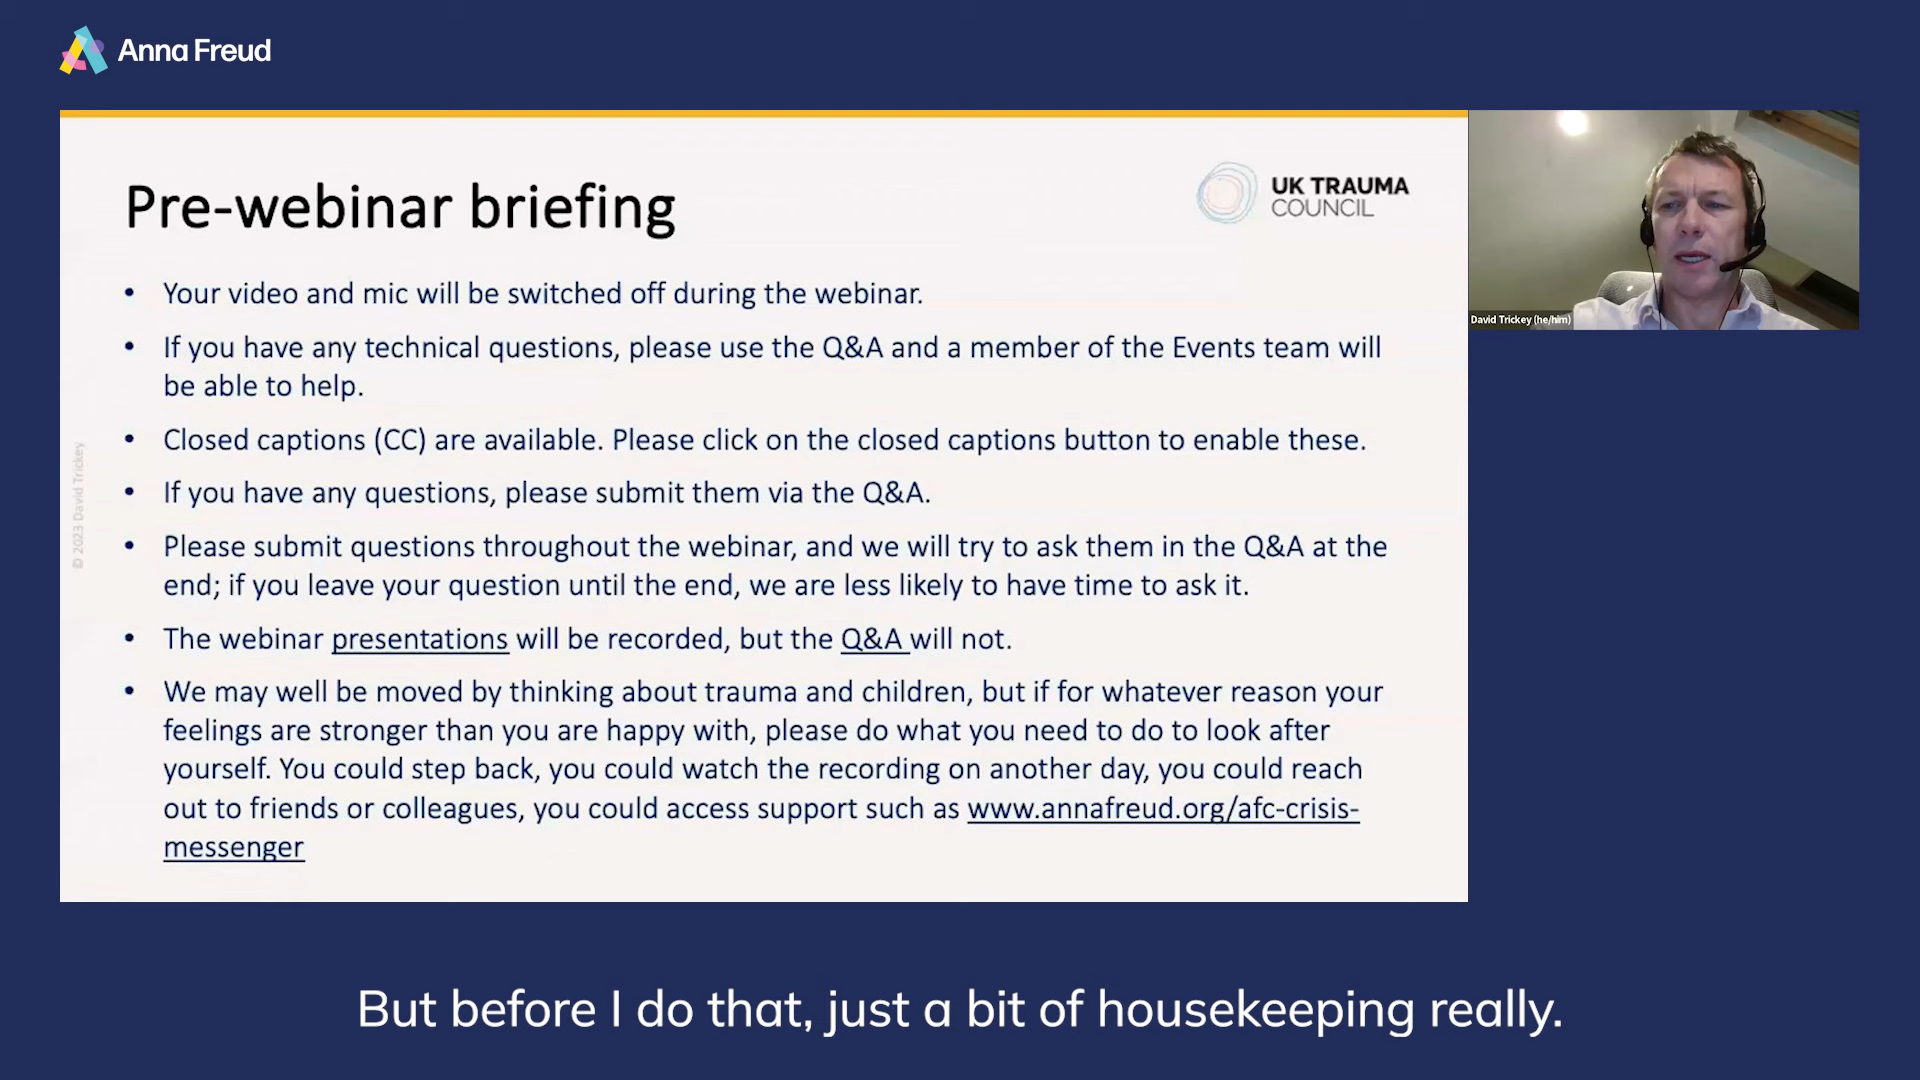 Anna Freud
Pre-webinar briefing
UK TRAUMA
COUNCIL
• Your video and mic will be switched off during the webinar.
• If you have any technical questions, please use the Q&A and a member of the Events team will
be able to help.
• Closed captions (CC) are available. Please click on the closed captions button to enable these.
• If you have any questions, please submit them via the Q&A.
• Please submit questions throughout the webinar, and we will try to ask them in the Q&A at the
end; if you leave your question until the end, we are less likely to have time to ask it.
• The webinar presentations will be recorded, but the Q&A will not.
• We may well be moved by thinking about trauma and children, but if for whatever reason your
feelings are stronger than you are happy with, please do what you need to do to look after
yourself. You could step back, you could watch the recording on another day, you could reach
out to friends or colleagues, you could access support such as www.annafreud.org/afc-crisis-
messenger
© 2023 David Trickey
David Trickey (he/him)
But before I do that, just a bit of housekeeping really.